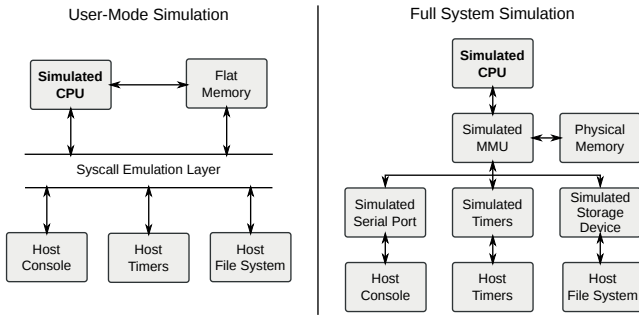 User-Mode Simulation
Simulated
CPU
Flat
Memory
Syscall Emulation Layer
Host
Console
Host
Timers
Host
File System
Full System Simulation
Simulated
CPU
Simulated
MMU
Physical
Memory
Simulated
Serial Port
Simulated
Timers
Simulated
Storage
Device
Host
Console
Host
Timers
Host
File System